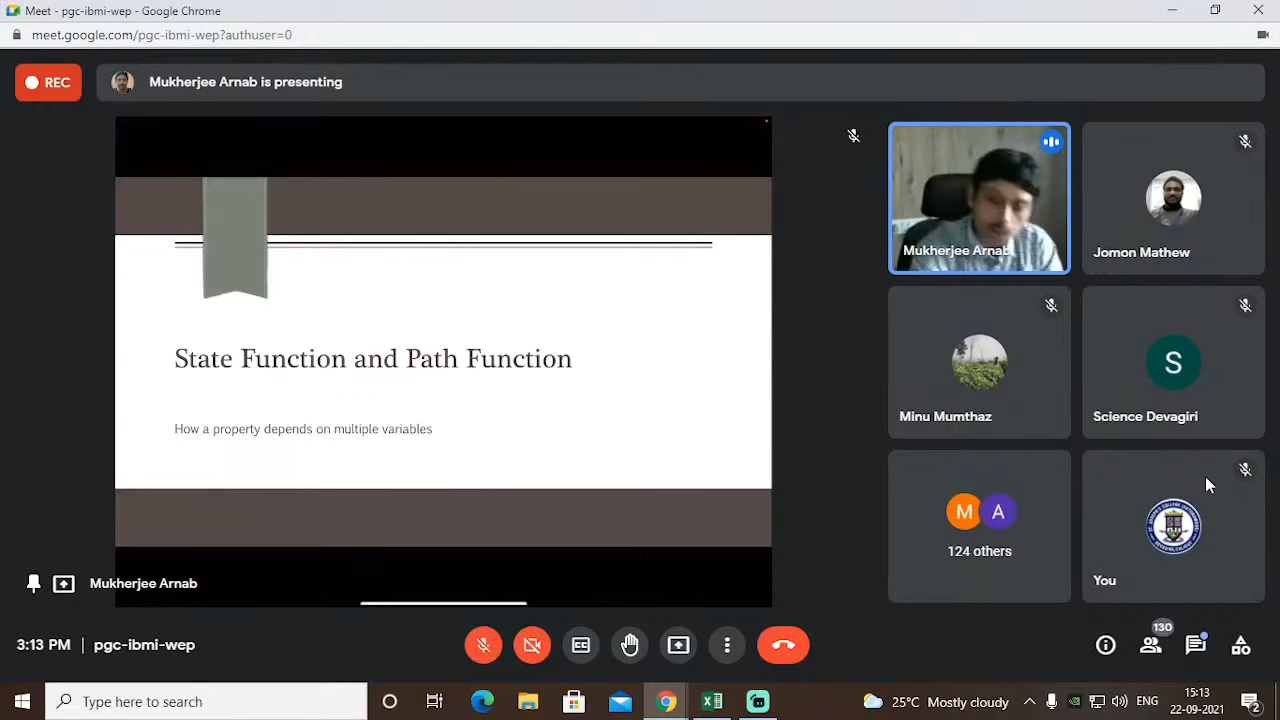 Meet - pgc-ibmi-wep - Google Chrome
meet.google.com/pgc-ibmi-wep?authuser=0
REC
Mukherjee Arnab is presenting
State Function and Path Function
How a property depends on multiple variables
Mukherjee Arnab
Mukherjee Arnab
Jomon Mathew
Minu Mumthaz
S
Science Devagiri
M A
124 others
You
3:13 PM | pgc-ibmi-wep
130
Type here to search
25°C Mostly cloudy
ENG
15:13
22-09-2021
2